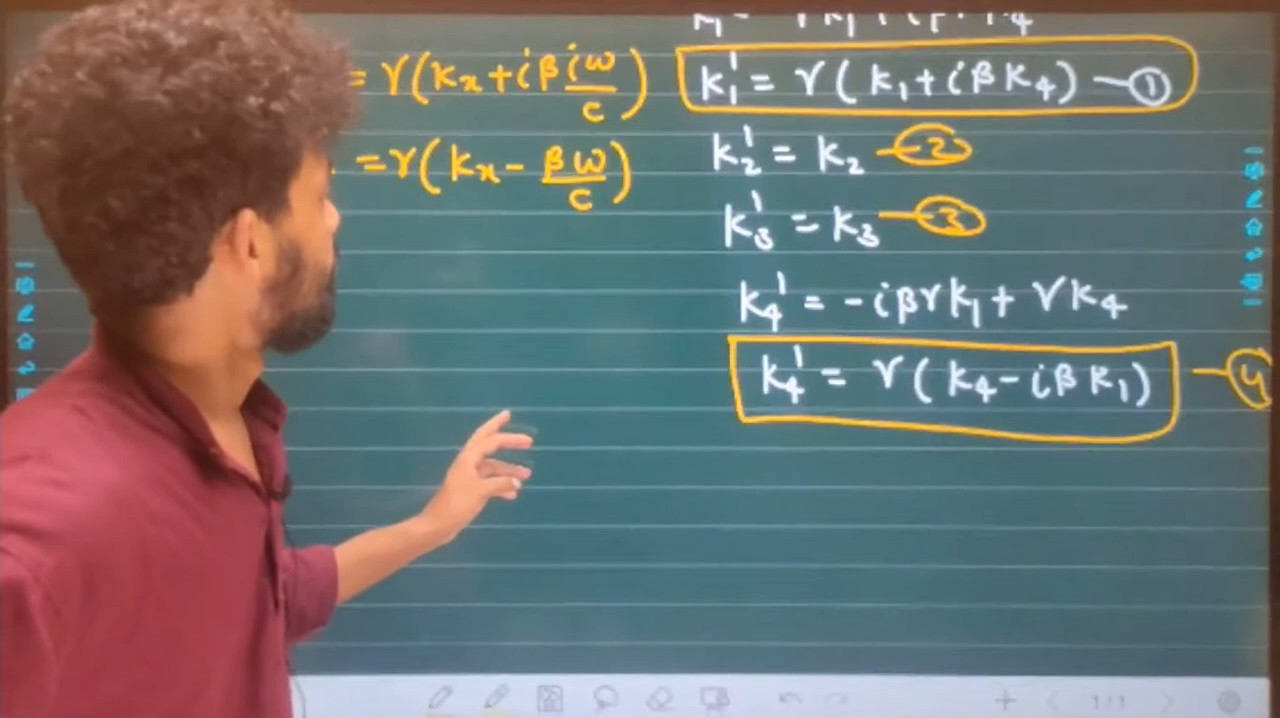 = γ(kx + iβ iω/c)
= γ(kx - βω/c)
k₁' = γ(k₁ + iβk₄) — ①
k₂' = k₂ — ②
k₃' = k₃ — ③
k₄' = -iβγk₁ + γk₄
k₄' = γ(k₄ - iβk₁) — ④